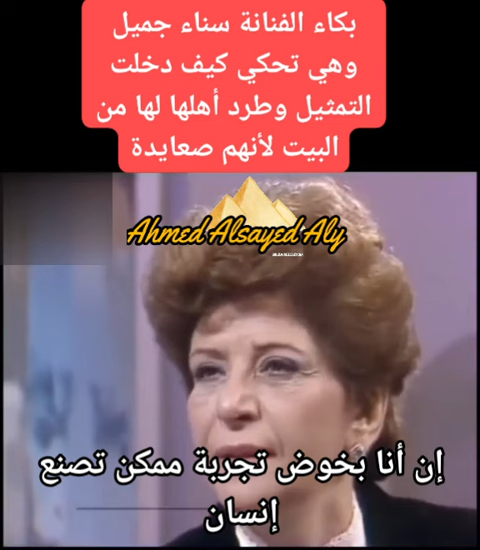 بكاء الفنانة سناء جميل
وهي تحكي كيف دخلت
التمثيل وطرد أهلها لها من
البيت لأنهم صعايدة
Ahmed Alsayed Aly
إن أنا بخوض تجربة ممكن تصنع
إنسان